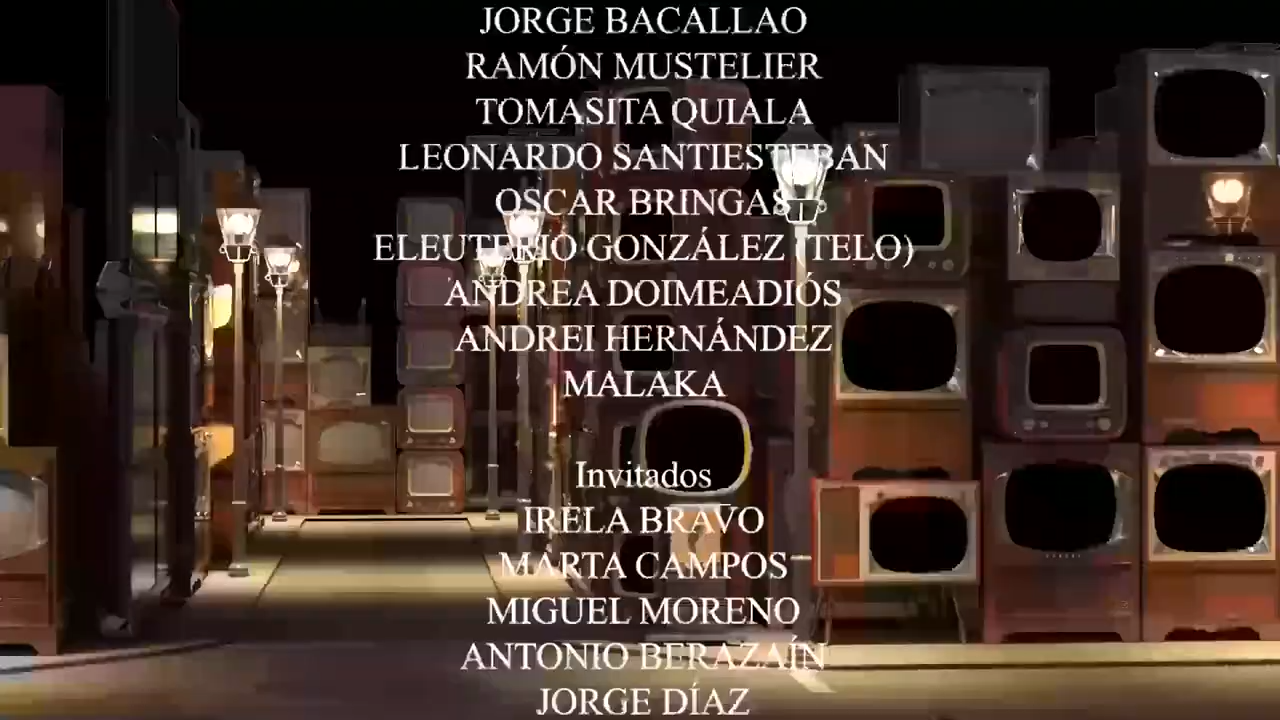 JORGE BACALLAO
RAMÓN MUSTELIER
TOMASITA QUIALA
LEONARDO SANTIESTEBAN
OSCAR BRINGAS
ELEUTERIO GONZÁLEZ (TELO)
ANDREA DOIMEADIÓS
ANDREI HERNÁNDEZ
MALAKA
Invitados
IRELA BRAVO
MARTA CAMPOS
MIGUEL MORENO
ANTONIO BERAZAÍN
JORGE DÍAZ